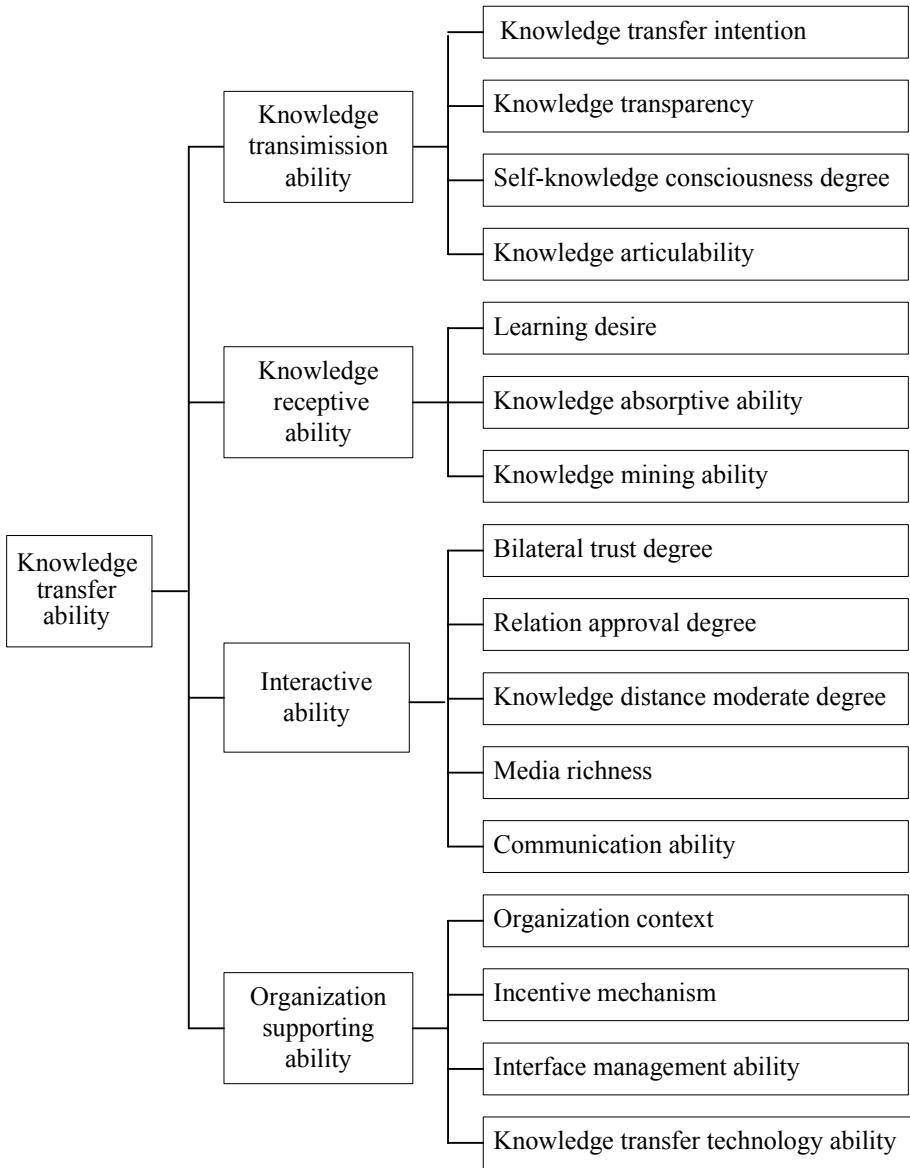 Knowledge
transfer
ability
Knowledge
transimission
ability
Knowledge transfer intention
Knowledge transparency
Self-knowledge consciousness degree
Knowledge articulability
Knowledge
receptive
ability
Learning desire
Knowledge absorptive ability
Knowledge mining ability
Interactive
ability
Bilateral trust degree
Relation approval degree
Knowledge distance moderate degree
Media richness
Communication ability
Organization
supporting
ability
Organization context
Incentive mechanism
Interface management ability
Knowledge transfer technology ability